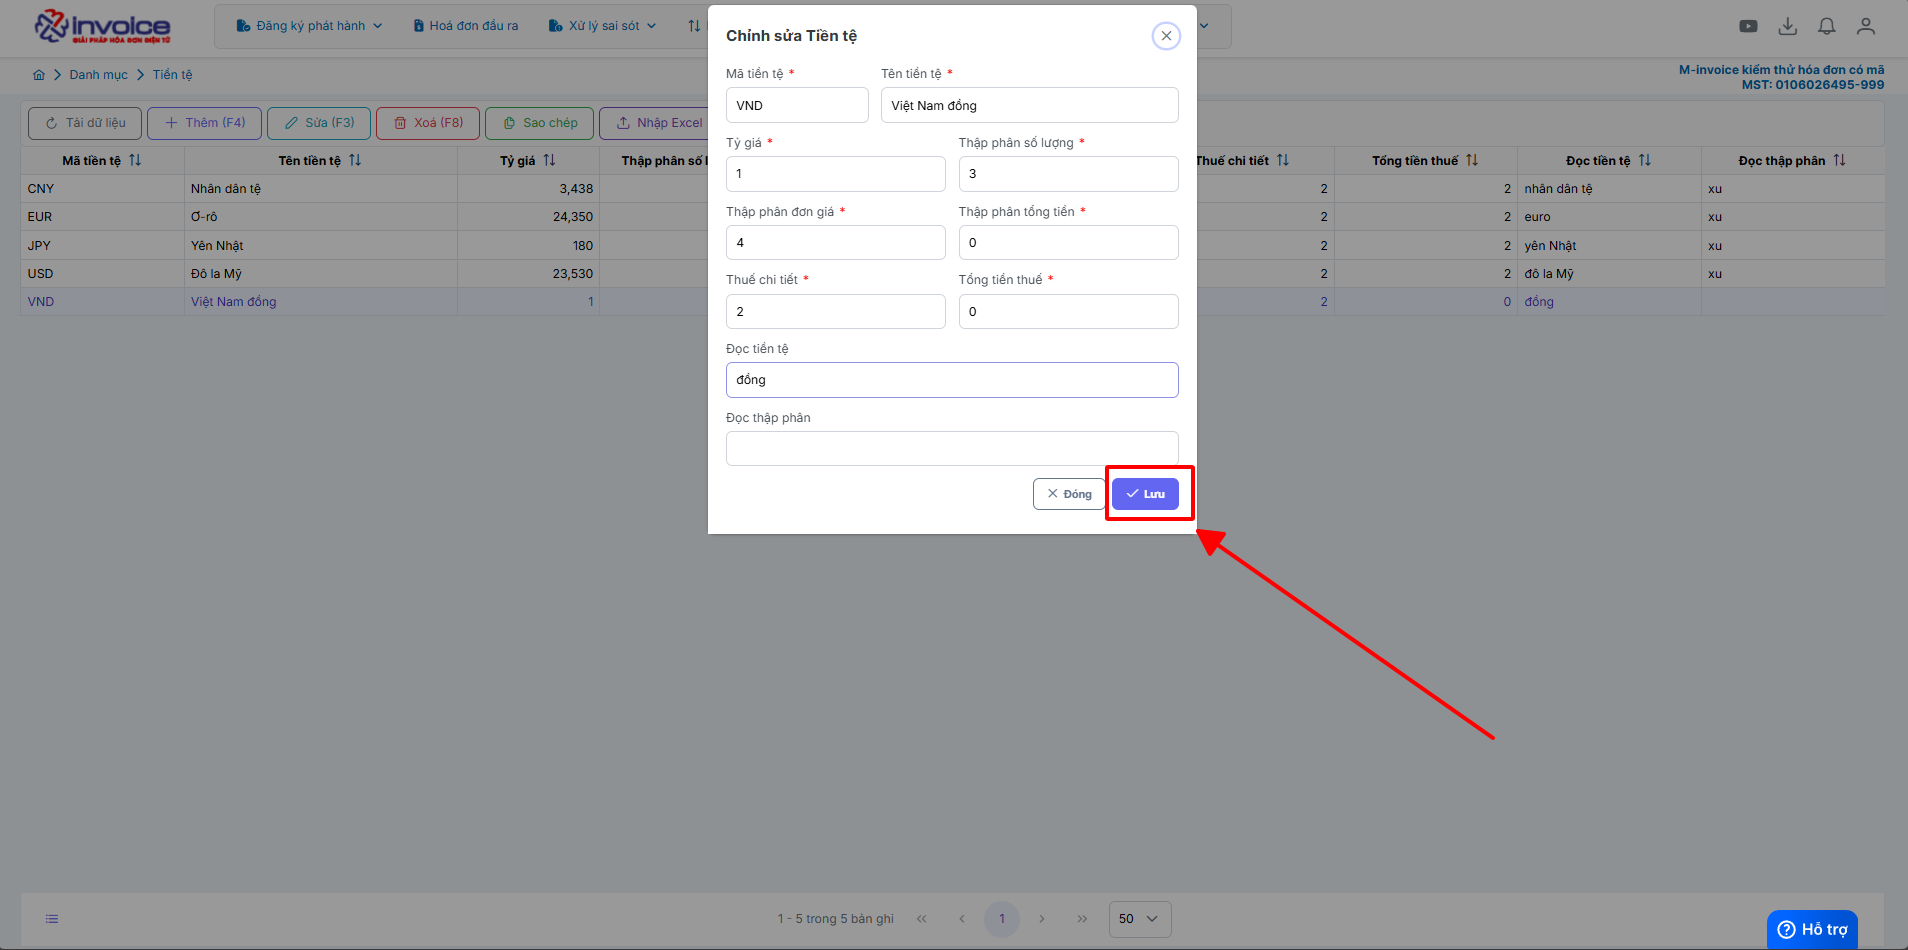 invoice
GIẢI PHÁP HÓA ĐƠN ĐIỆN TỬ
Đăng ký phát hành
Hoá đơn đầu ra
Xử lý sai sót
Danh mục
Tiền tệ
M-invoice kiểm thử hóa đơn có mã
MST: 0106026495-999
Tải dữ liệu
Thêm (F4)
Sửa (F3)
Xoá (F8)
Sao chép
Nhập Excel
Mã tiền tệ
Tên tiền tệ
Tỷ giá
Thập phân số
Thuế chi tiết
Tổng tiền thuế
Đọc tiền tệ
Đọc thập phân
CNY Nhân dân tệ 3,438 2 2 nhân dân tệ xu
EUR Ơ-rô 24,350 2 2 euro xu
JPY Yên Nhật 180 2 2 yên Nhật xu
USD Đô la Mỹ 23,530 2 2 đô la Mỹ xu
VND Việt Nam đồng 1 2 0 đồng
Chỉnh sửa Tiền tệ
Mã tiền tệ *
Tên tiền tệ *
VND
Việt Nam đồng
Tỷ giá *
Thập phân số lượng *
1
3
Thập phân đơn giá *
Thập phân tổng tiền *
4
0
Thuế chi tiết *
Tổng tiền thuế *
2
0
Đọc tiền tệ
đồng
Đọc thập phân
Đóng
Lưu
1 - 5 trong 5 bản ghi
1
50
Hỗ trợ